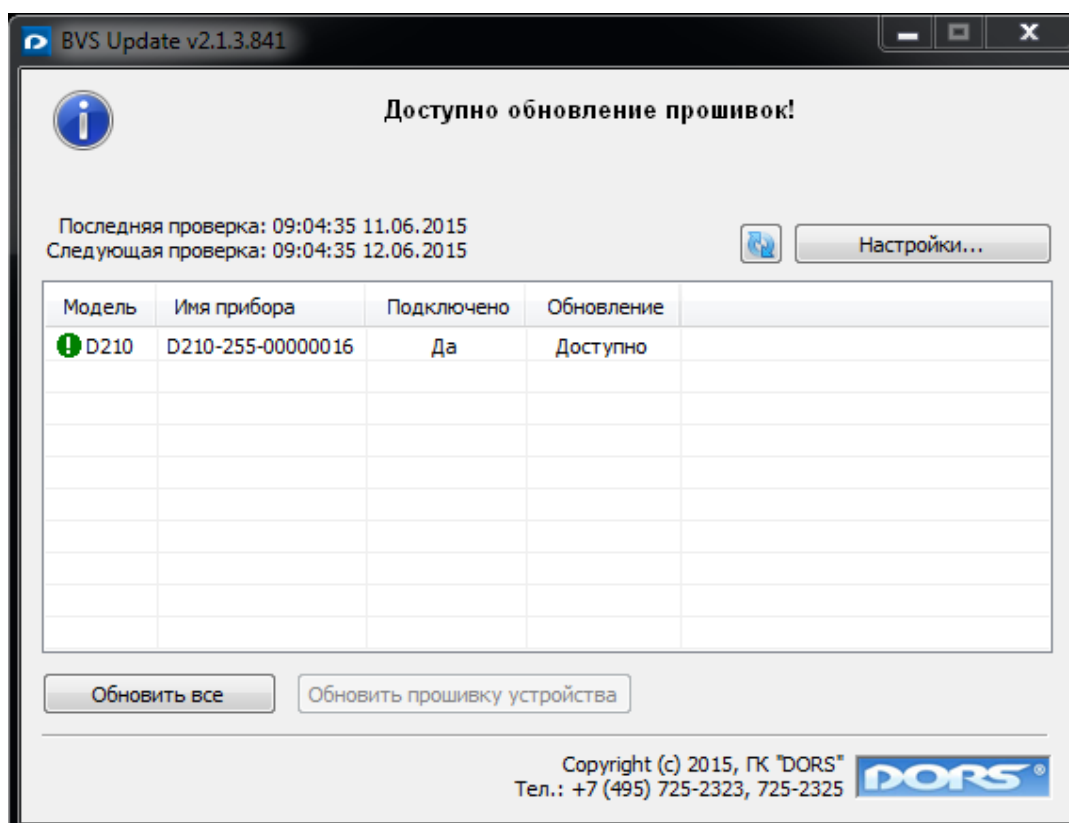 BVS Update v2.1.3.841
Доступно обновление прошивок!
Последняя проверка: 09:04:35 11.06.2015
Следующая проверка: 09:04:35 12.06.2015
Настройки...
Модель Имя прибора Подключено Обновление
D210 D210-255-00000016 Да Доступно
Обновить все Обновить прошивку устройства
Copyright (c) 2015, ГК "DORS"
Тел.: +7 (495) 725-2323, 725-2325
DORS®